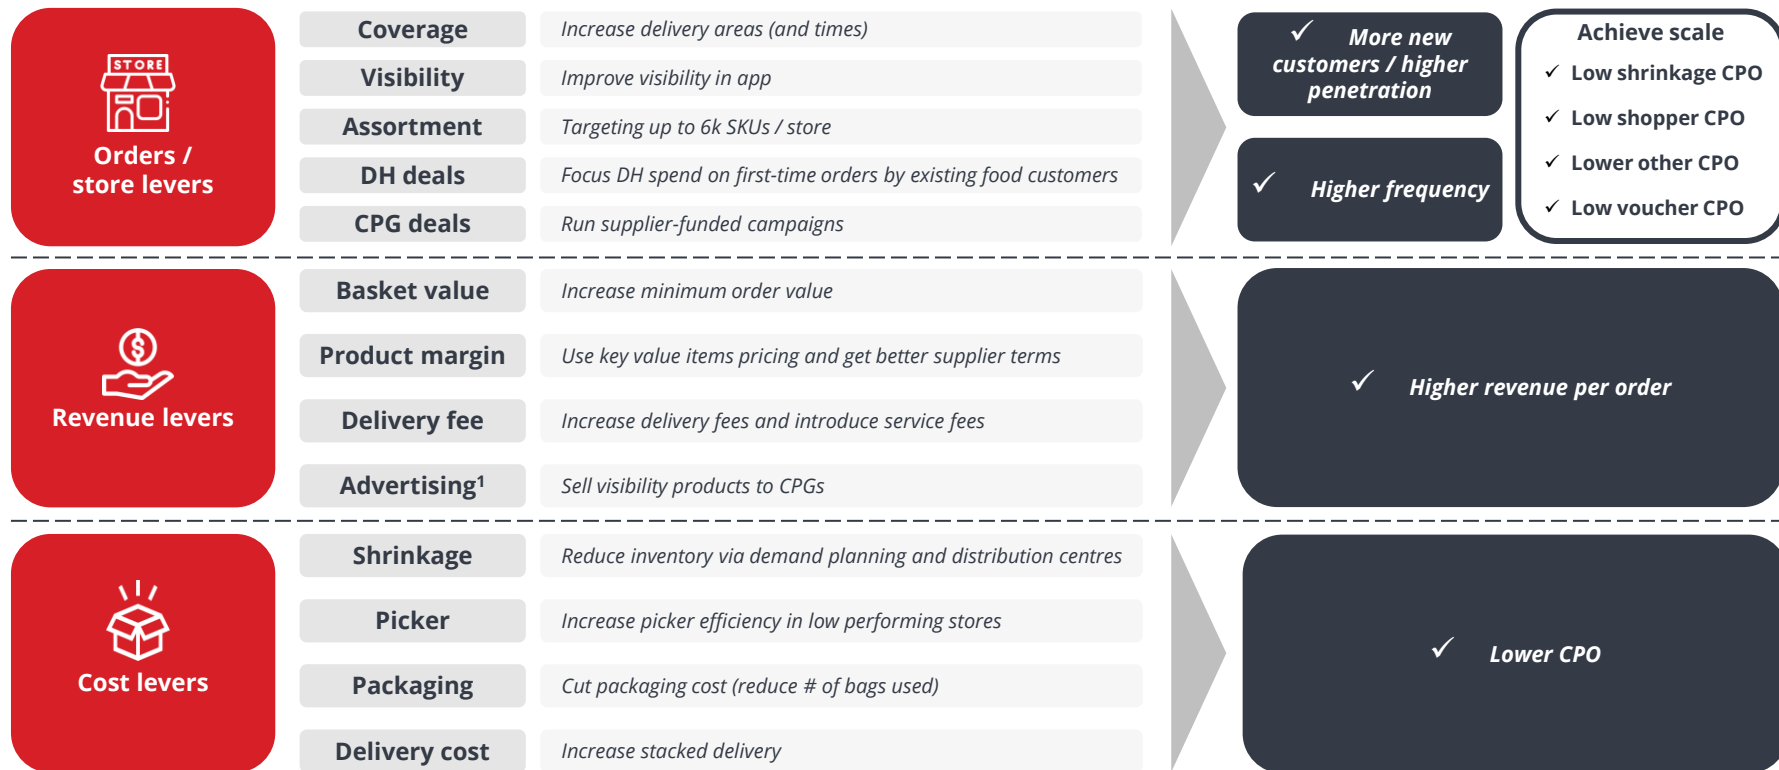 STORE
Orders /
store levers
Coverage
Increase delivery areas (and times)
Visibility
Improve visibility in app
Assortment
Targeting up to 6k SKUs / store
DH deals
Focus DH spend on first-time orders by existing food customers
CPG deals
Run supplier-funded campaigns
✓ More new
customers / higher
penetration
✓ Higher frequency
Achieve scale
✓ Low shrinkage CPO
✓ Low shopper CPO
✓ Lower other CPO
✓ Low voucher CPO
$
Revenue levers
Basket value
Increase minimum order value
Product margin
Use key value items pricing and get better supplier terms
Delivery fee
Increase delivery fees and introduce service fees
Advertising¹
Sell visibility products to CPGs
✓ Higher revenue per order
Cost levers
Shrinkage
Reduce inventory via demand planning and distribution centres
Picker
Increase picker efficiency in low performing stores
Packaging
Cut packaging cost (reduce # of bags used)
Delivery cost
Increase stacked delivery
✓ Lower CPO